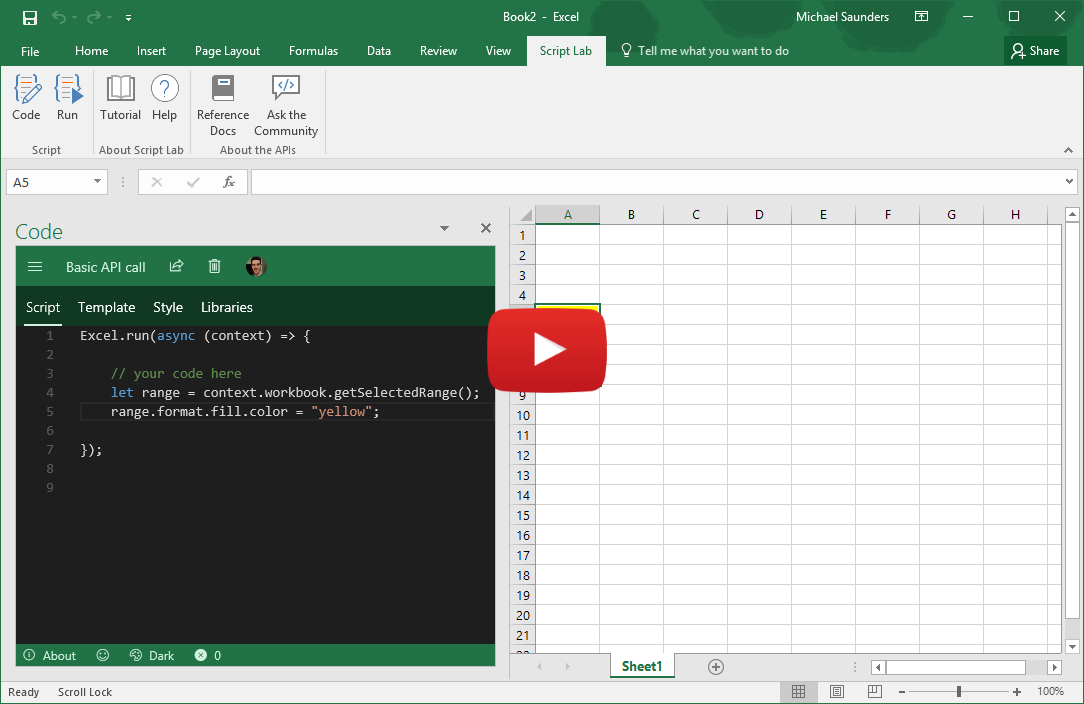 Book2 - Excel
Michael Saunders
File Home Insert Page Layout Formulas Data Review View Script Lab Tell me what you want to do Share
Code Run Tutorial Help Reference Docs Ask the Community
Script About Script Lab About the APIs
A5 fx
Code
Basic API call
Script Template Style Libraries
1 Excel.run(async (context) => {
2
3 // your code here
4 let range = context.workbook.getSelectedRange();
5 range.format.fill.color = "yellow";
6
7 });
8
9
About Dark 0
A B C D E F G H
1
2
3
4
9
10
11
12
13
14
15
16
17
18
19
20
21
Sheet1
Ready Scroll Lock 100%